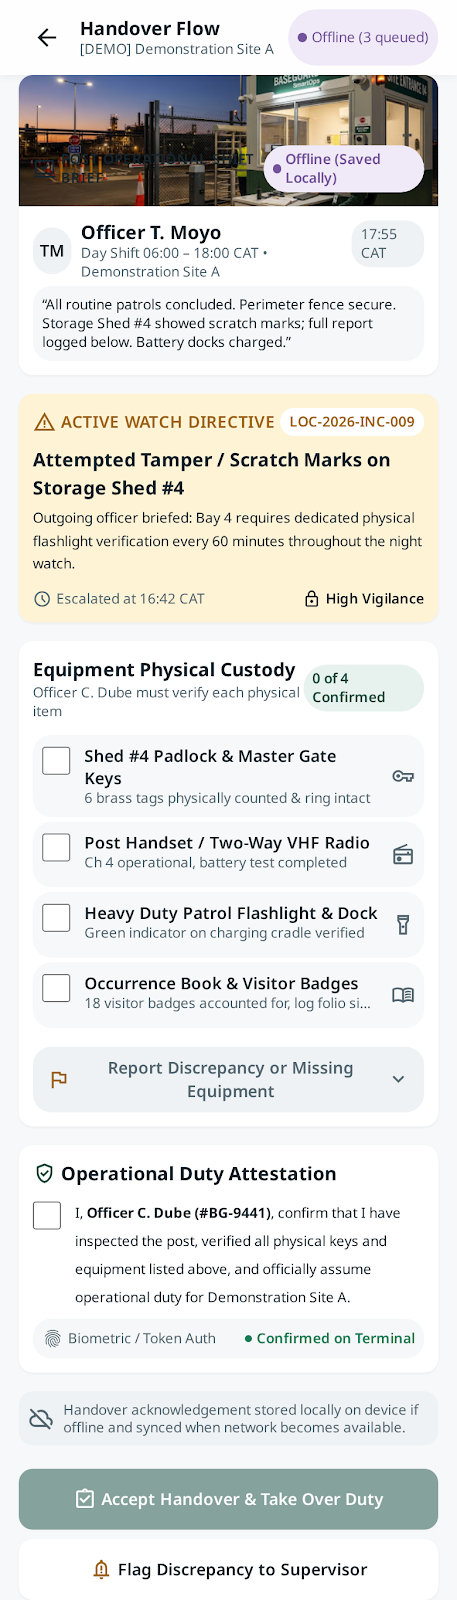 Handover Flow
[DEMO] Demonstration Site A
Offline (3 queued)
BASEGUARD
SmartOps
SITE ENTRANCE 04
POST OPERATIONAL SHIFT
BRIEF
Offline (Saved
Locally)
TM
Officer T. Moyo
Day Shift 06:00 – 18:00 CAT •
Demonstration Site A
17:55
CAT
“All routine patrols concluded. Perimeter fence secure.
Storage Shed #4 showed scratch marks; full report
logged below. Battery docks charged.”
ACTIVE WATCH DIRECTIVE
LOC-2026-INC-009
Attempted Tamper / Scratch Marks on
Storage Shed #4
Outgoing officer briefed: Bay 4 requires dedicated physical
flashlight verification every 60 minutes throughout the night
watch.
Escalated at 16:42 CAT
High Vigilance
Equipment Physical Custody
Officer C. Dube must verify each physical
item
0 of 4
Confirmed
Shed #4 Padlock & Master Gate
Keys
6 brass tags physically counted & ring intact
Post Handset / Two-Way VHF Radio
Ch 4 operational, battery test completed
Heavy Duty Patrol Flashlight & Dock
Green indicator on charging cradle verified
Occurrence Book & Visitor Badges
18 visitor badges accounted for, log folio si...
Report Discrepancy or Missing
Equipment
Operational Duty Attestation
I, Officer C. Dube (#BG-9441), confirm that I have
inspected the post, verified all physical keys and
equipment listed above, and officially assume
operational duty for Demonstration Site A.
Biometric / Token Auth
Confirmed on Terminal
Handover acknowledgement stored locally on device if
offline and synced when network becomes available.
Accept Handover & Take Over Duty
Flag Discrepancy to Supervisor